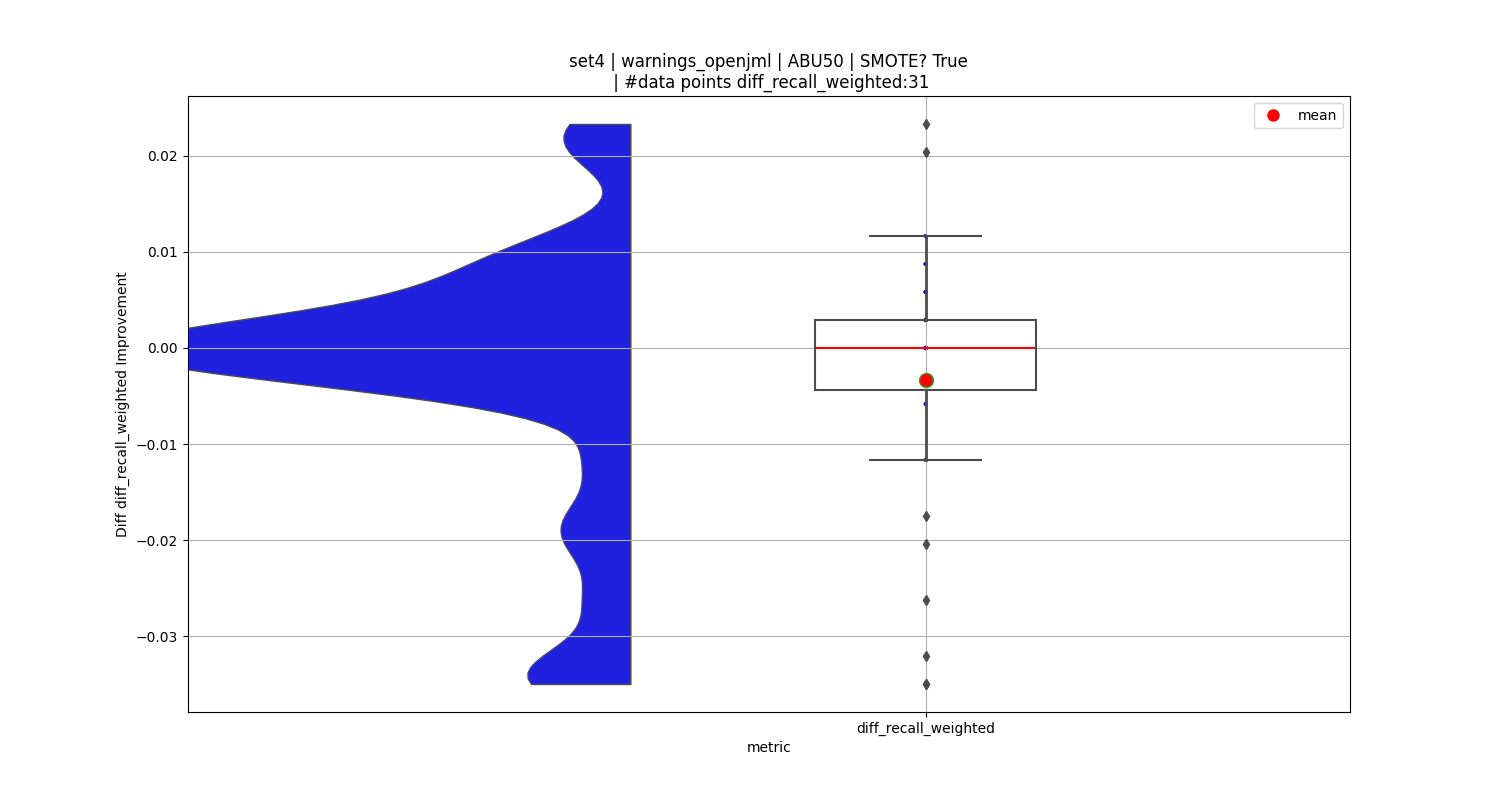 set4 | warnings_openjml | ABU50 | SMOTE? True
| #data points diff_recall_weighted:31
mean
0.02
0.01
0.00
−0.01
−0.02
−0.03
Diff diff_recall_weighted Improvement
diff_recall_weighted
metric